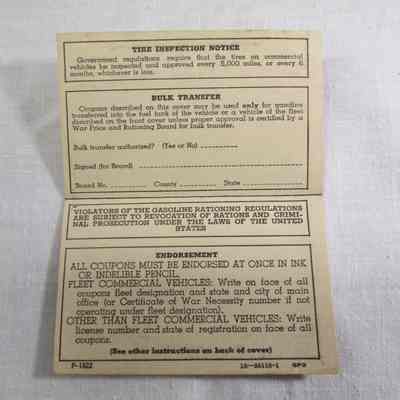 TIRE INSPECTION NOTICE
Government regulations require that the tires on commercial
vehicles be inspected and approved every 5,000 miles, or every 6
months, whichever is less.
BULK TRANSFER
Coupons described on this cover may be used only for gasoline
transferred into the fuel tank of the vehicle or a vehicle of the fleet
described on the front cover unless proper approval is certified by a
War Price and Rationing Board for bulk transfer.
Bulk transfer authorized? (Yes or No)
Signed (for Board)
Board No. County State
VIOLATORS OF THE GASOLINE RATIONING REGULATIONS
ARE SUBJECT TO REVOCATION OF RATIONS AND CRIMI-
NAL PROSECUTION UNDER THE LAWS OF THE UNITED
STATES
ENDORSEMENT
ALL COUPONS MUST BE ENDORSED AT ONCE IN INK
OR INDELIBLE PENCIL.
FLEET COMMERCIAL VEHICLES: Write on face of all
coupons fleet designation and state and city of main
office (or Certificate of War Necessity number if not
operating under fleet designation).
OTHER THAN FLEET COMMERCIAL VEHICLES: Write
license number and state of registration on face of all
coupons.
(See other instructions on back of cover)
GPO